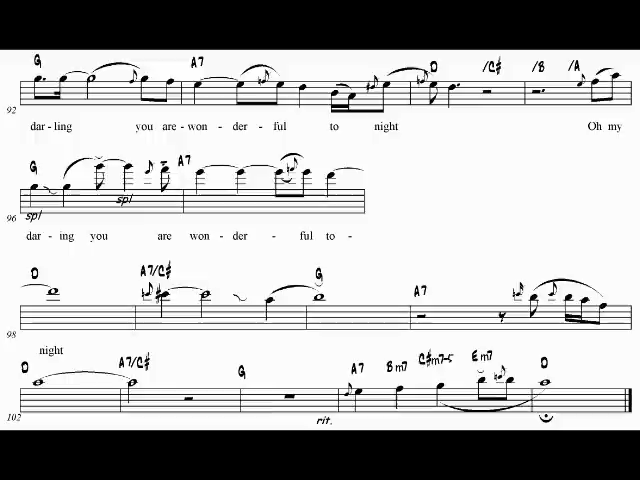 G A7 D /C# /B /A
92
dar - ling you are - won - der - ful to night Oh my
G A7
96
spl spl
dar - ing you are won - der - ful to -
D A7/C# G A7
98
night
D A7/C# G A7 Bm7 C#m7-5 Em7 D
102
rit.